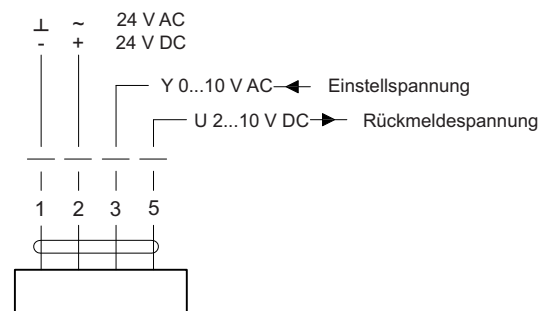 ⊥ ~ 24 V AC
- + 24 V DC
Y 0...10 V AC Einstellspannung
U 2...10 V DC Rückmeldespannung
1 2 3 5